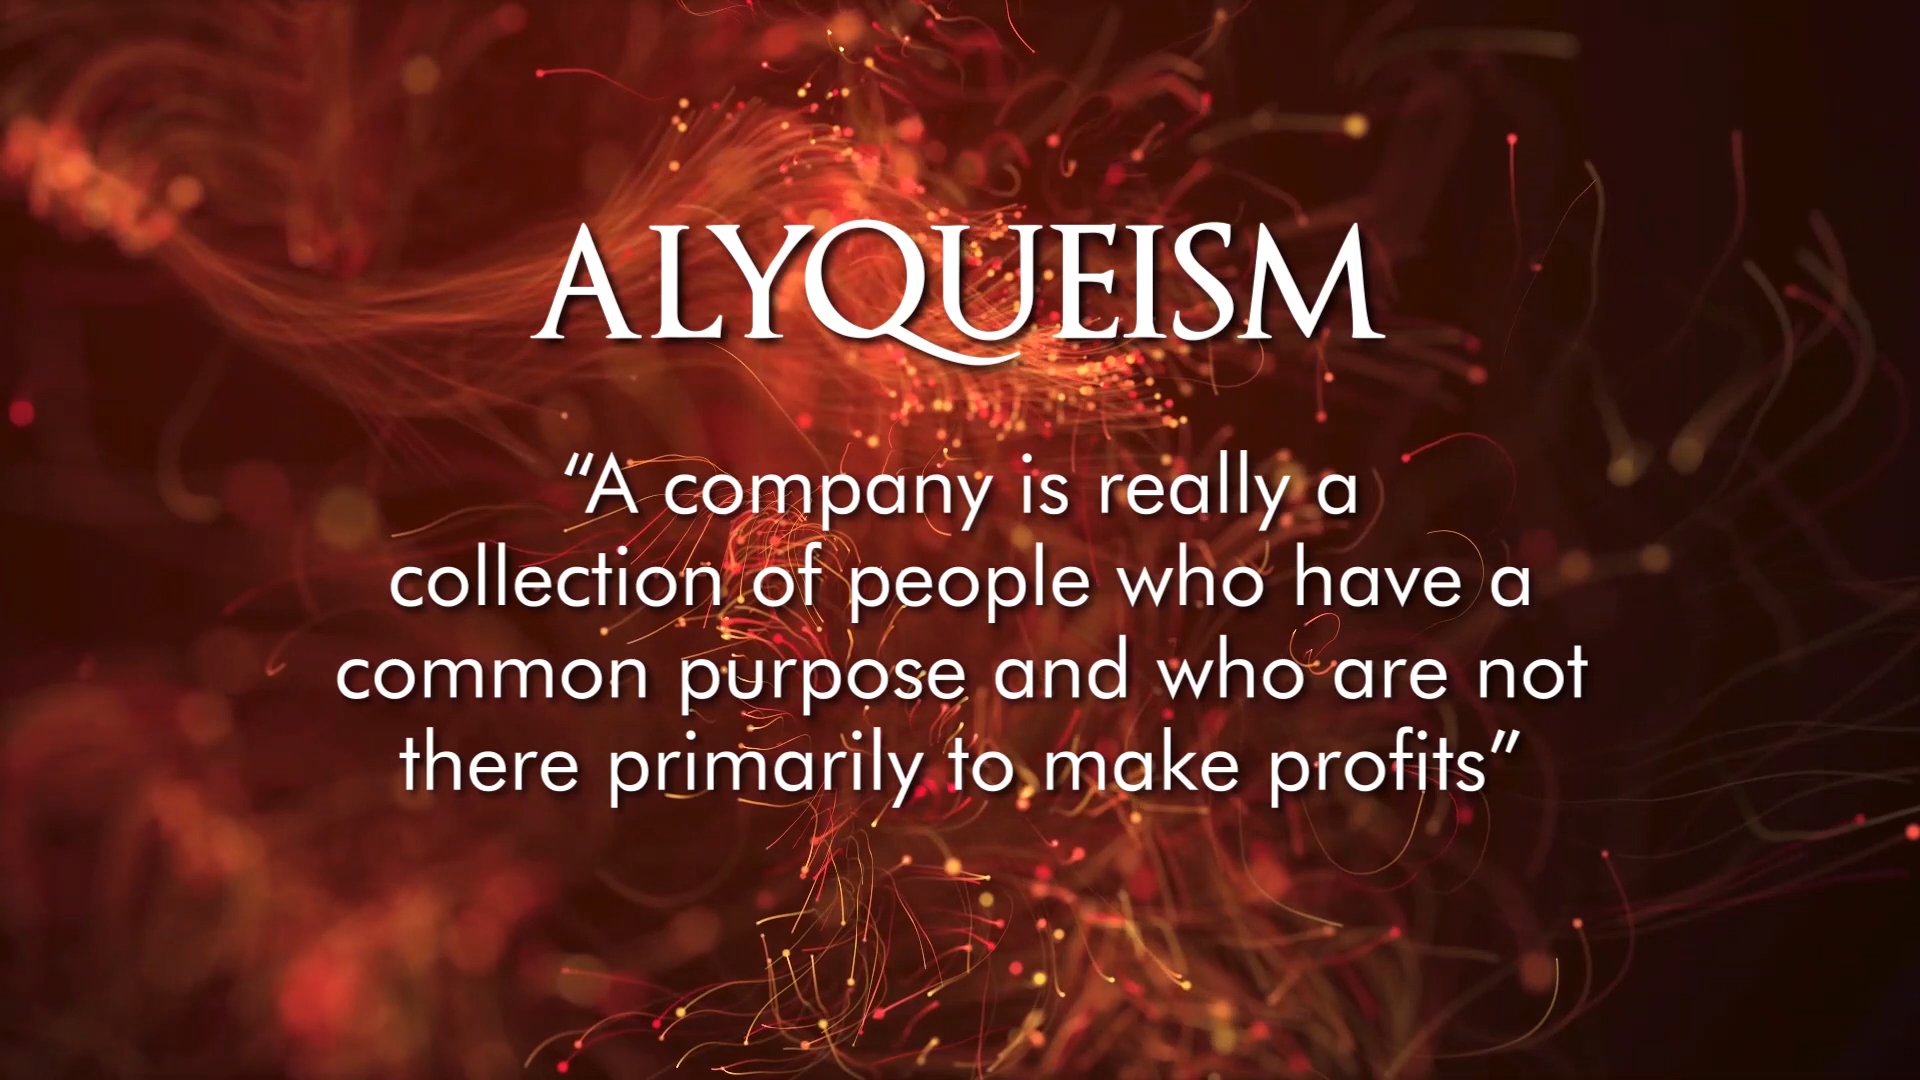 ALYQUEISM
“A company is really a
collection of people who have a
common purpose and who are not
there primarily to make profits”